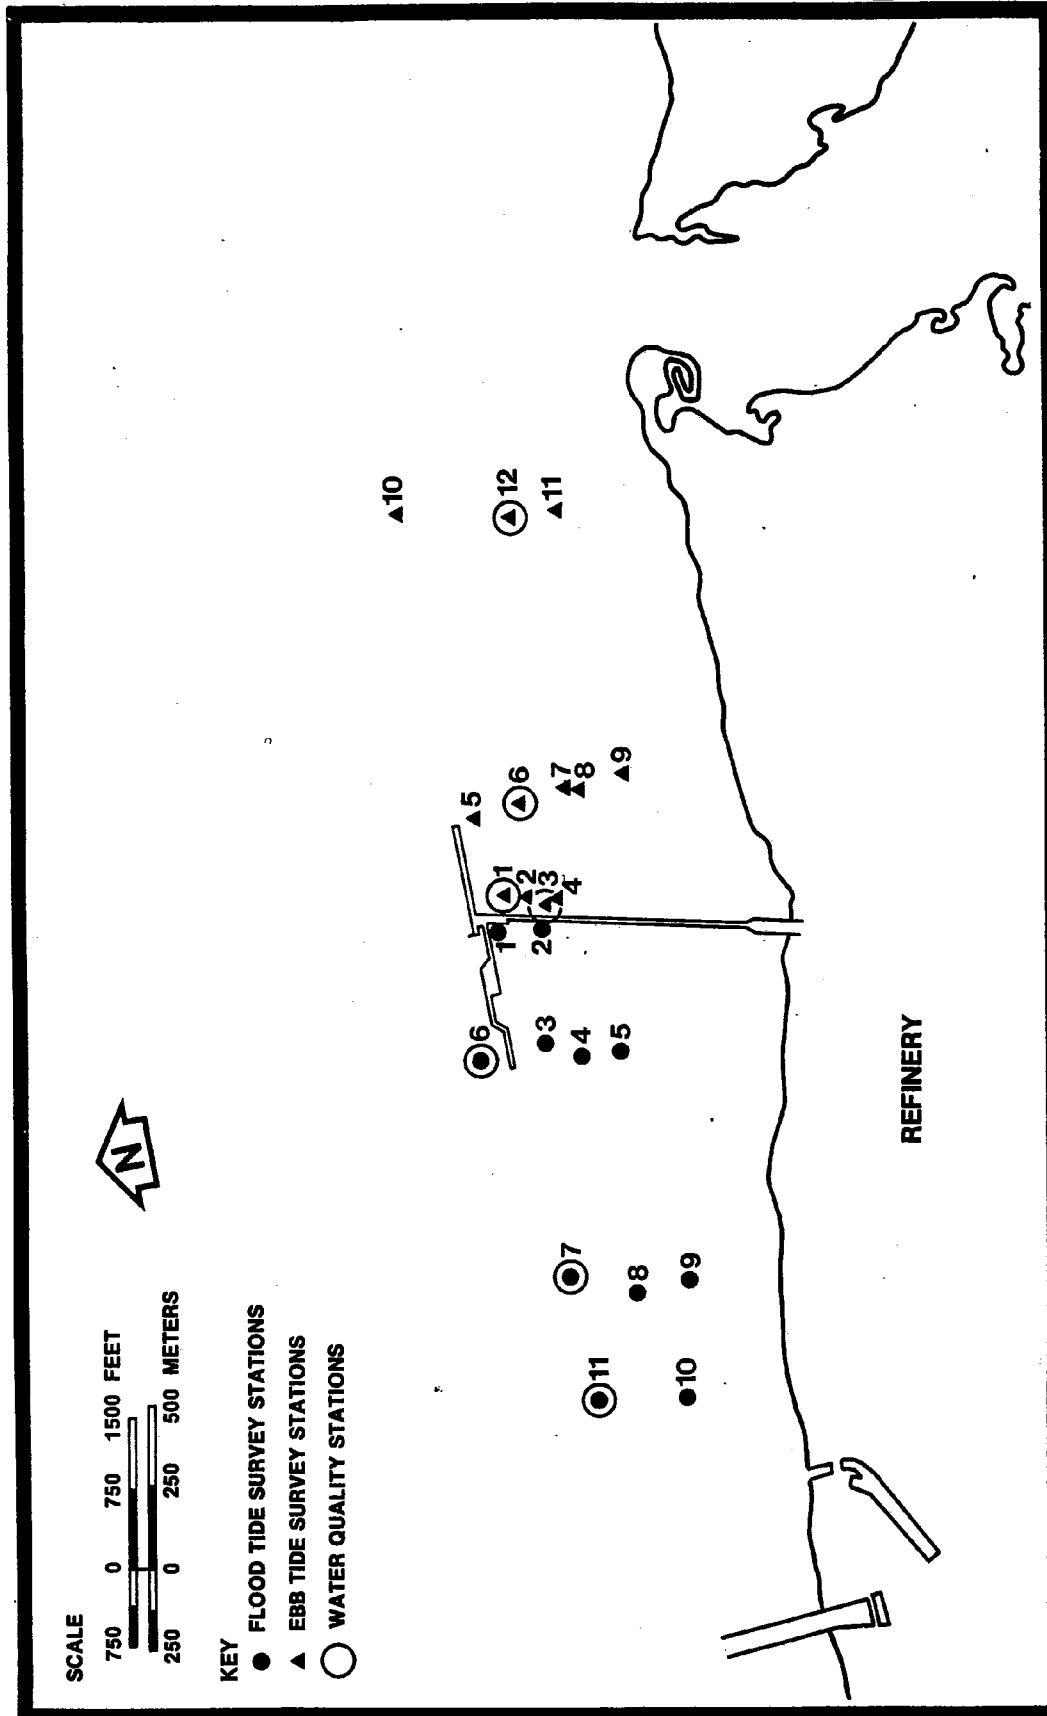 SCALE
750 0 750 1500 FEET
250 0 250 500 METERS
N
KEY
FLOOD TIDE SURVEY STATIONS
EBB TIDE SURVEY STATIONS
WATER QUALITY STATIONS
10
12
11
5
6
7
8
9
1
2
3
4
1
2
6
3
4
5
7
8
9
11
10
REFINERY